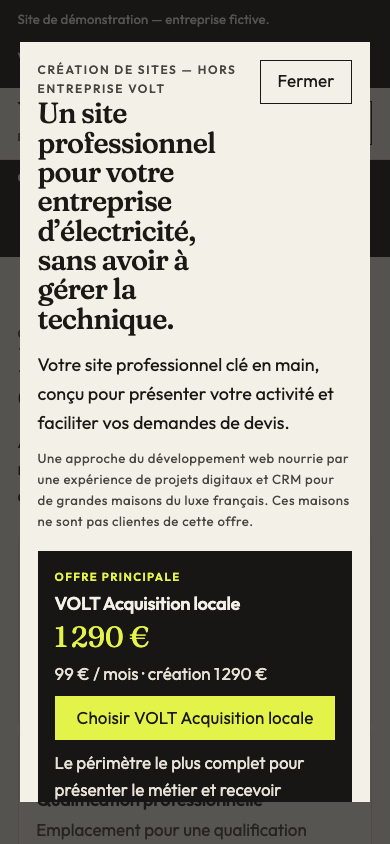 Site de démonstration — entreprise fictive.
CRÉATION DE SITES — HORS
ENTREPRISE VOLT
Fermer
Un site
professionnel
pour votre
entreprise
d’électricité,
sans avoir à
gérer la
technique.
Votre site professionnel clé en main,
conçu pour présenter votre activité et
faciliter vos demandes de devis.
Une approche du développement web nourrie par
une expérience de projets digitaux et CRM pour
de grandes maisons du luxe français. Ces maisons
ne sont pas clientes de cette offre.
OFFRE PRINCIPALE
VOLT Acquisition locale
1 290 €
99 € / mois · création 1 290 €
Choisir VOLT Acquisition locale
Le périmètre le plus complet pour
présenter le métier et recevoir
Qualification professionnelle
Emplacement pour une qualification